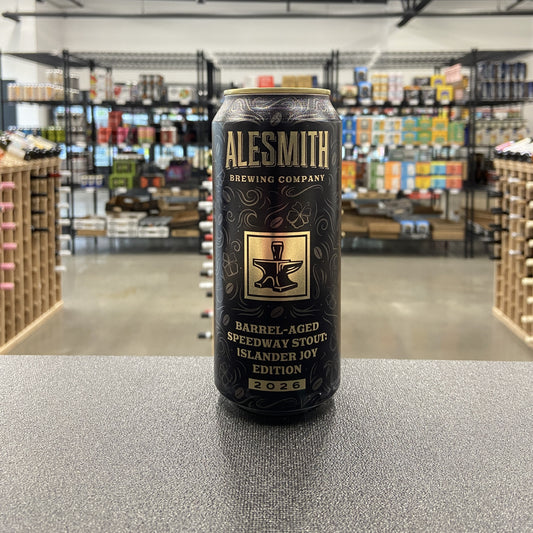 ALESMITH
BREWING COMPANY
BARREL-AGED
SPEEDWAY STOUT:
ISLANDER JOY
EDITION
2026